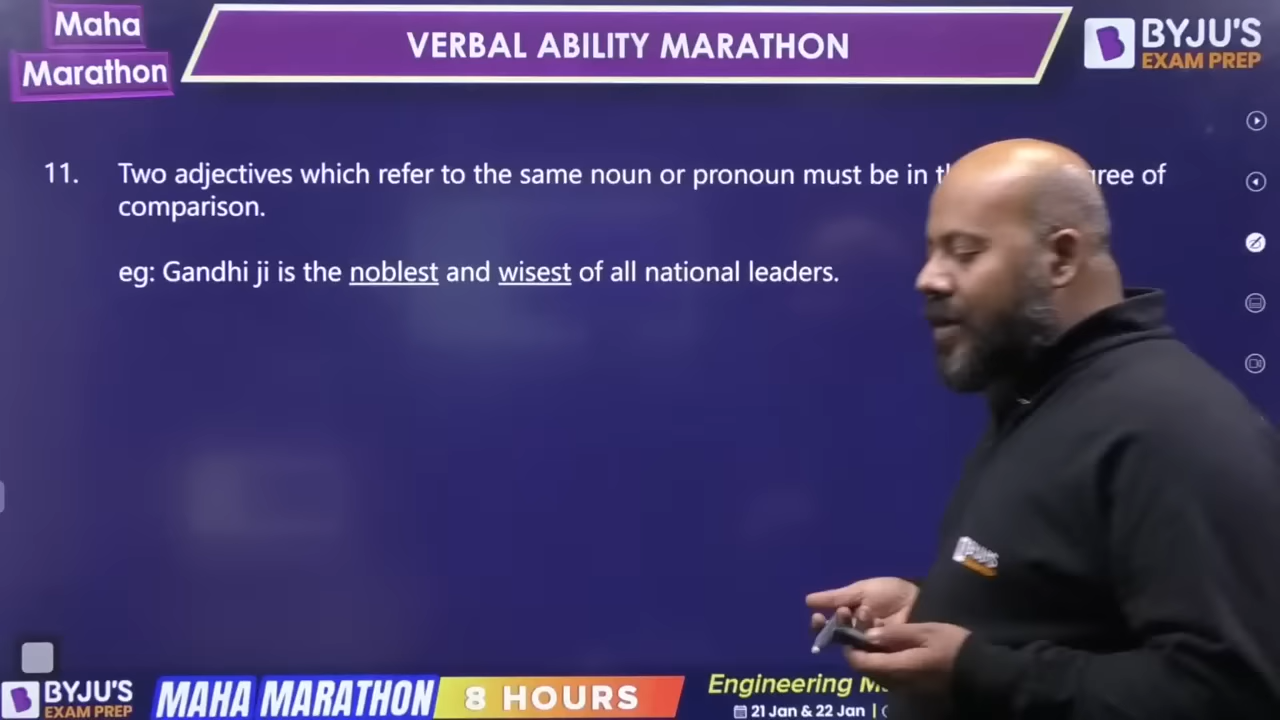 Maha
Marathon
VERBAL ABILITY MARATHON
BYJU'S
EXAM PREP
11. Two adjectives which refer to the same noun or pronoun must be in of
comparison.
eg: Gandhi ji is the noblest and wisest of all national leaders.
BYJU'S
EXAM PREP
MAHA MARATHON
8 HOURS
Engineering
21 Jan & 22 Jan |